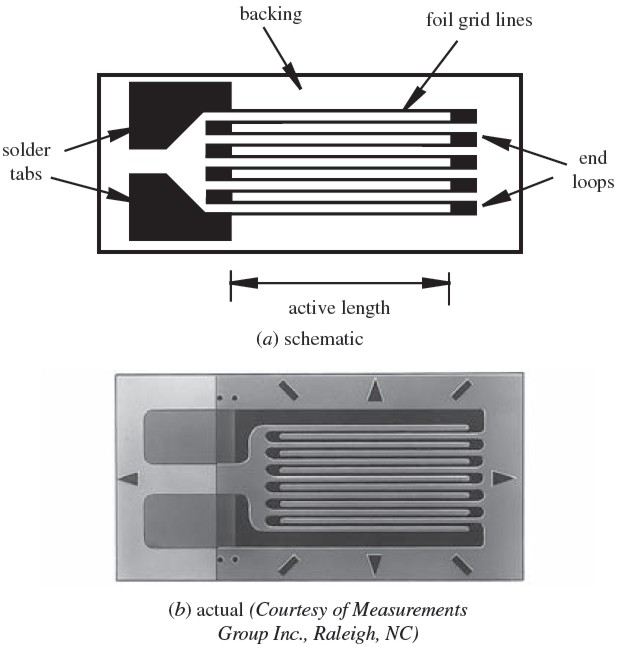 backing
foil grid lines
solder
tabs
end
loops
active length
(a) schematic
(b) actual (Courtesy of Measurements
Group Inc., Raleigh, NC)